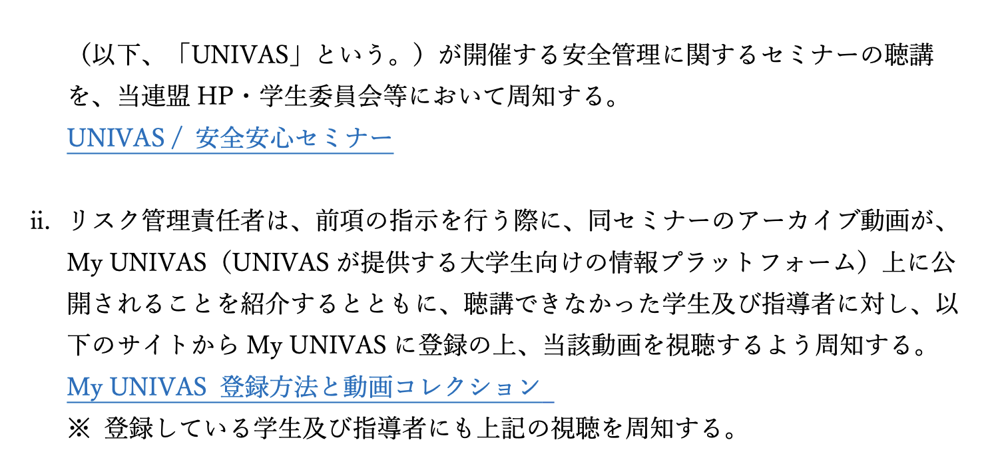 （以下、「UNIVAS」という。）が開催する安全管理に関するセミナーの聴講
を、当連盟 HP・学生委員会等において周知する。
UNIVAS / 安全安心セミナー
ii. リスク管理責任者は、前項の指示を行う際に、同セミナーのアーカイブ動画が、
My UNIVAS（UNIVAS が提供する大学生向けの情報プラットフォーム）上に公
開されることを紹介するとともに、聴講できなかった学生及び指導者に対し、以
下のサイトから My UNIVAS に登録の上、当該動画を視聴するよう周知する。
My UNIVAS 登録方法と動画コレクション
※ 登録している学生及び指導者にも上記の視聴を周知する。